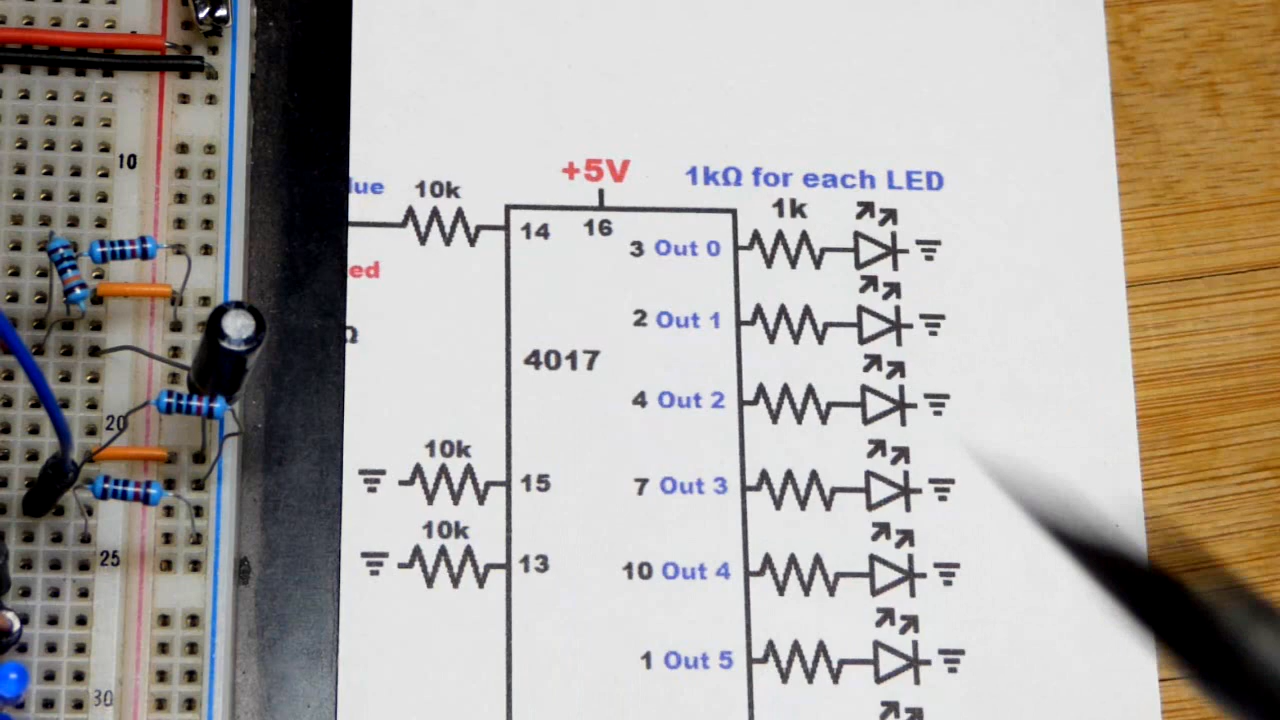 10
20
25
30
+5V
1kΩ for each LED
lue 10k
1k
14
16
3 Out 0
ed
2 Out 1
Ω
4017
4 Out 2
10k
15
7 Out 3
10k
13
10 Out 4
1 Out 5